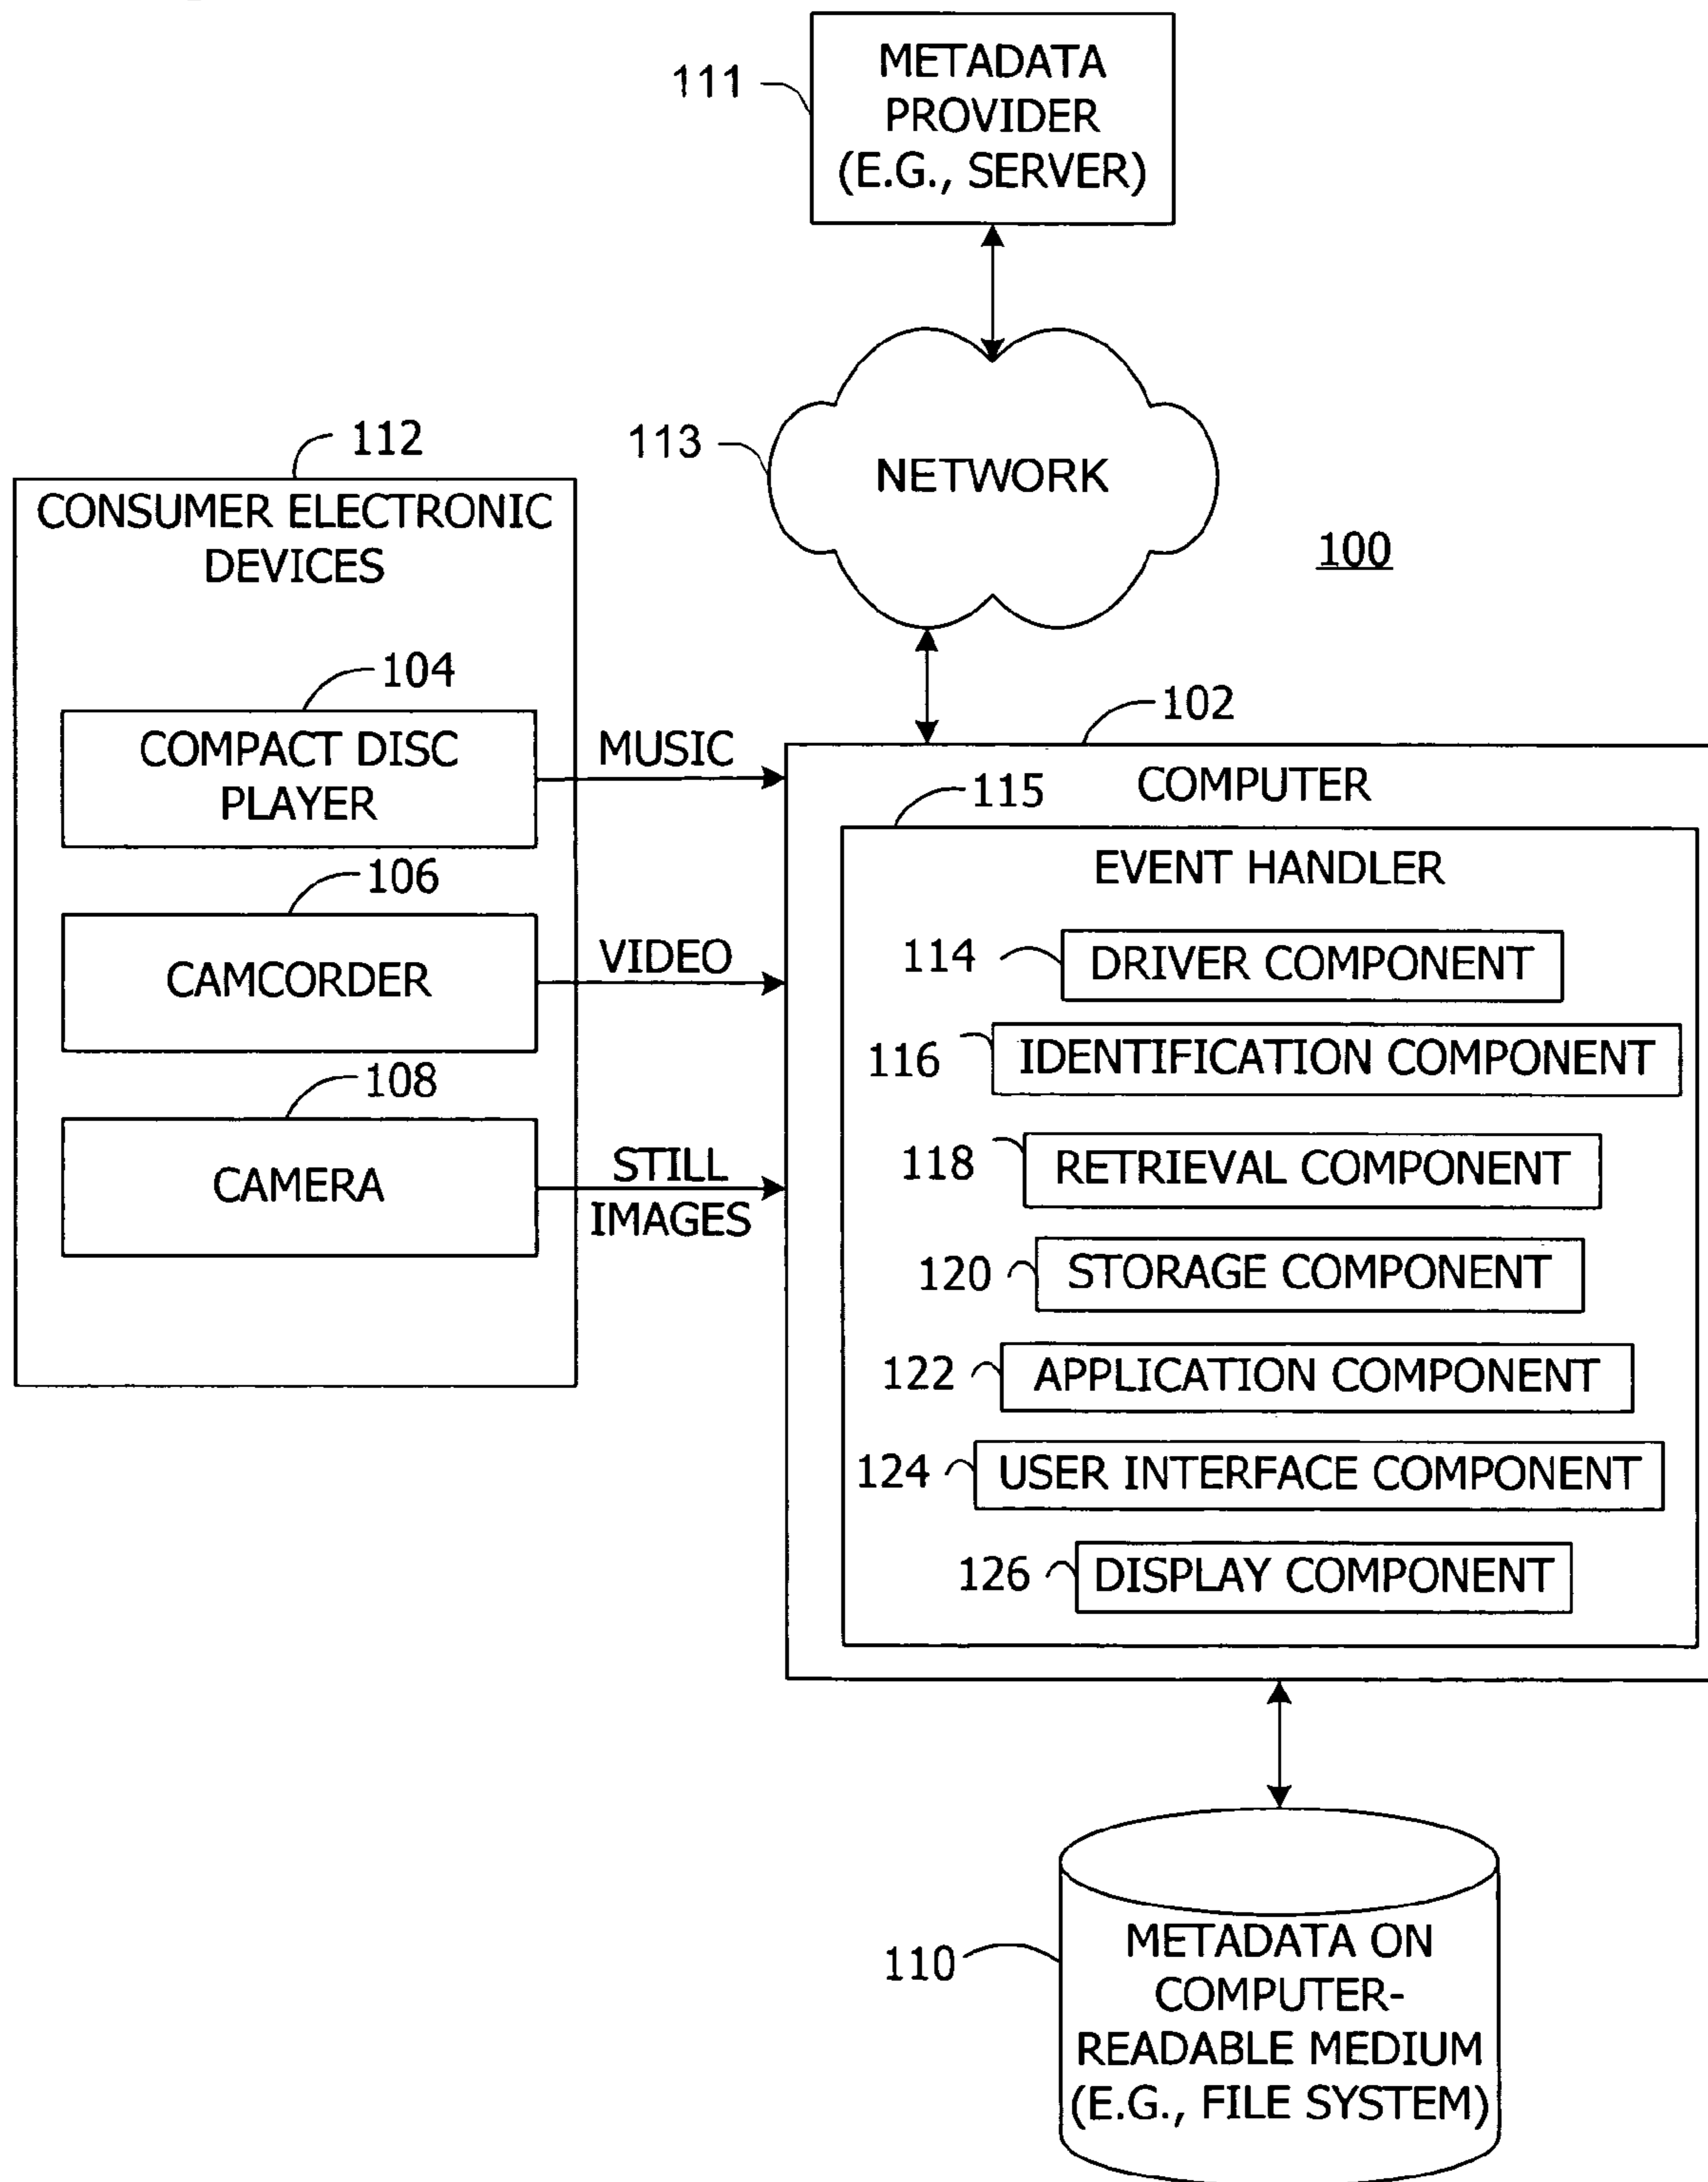 METADATA
PROVIDER
(E.G., SERVER)
111
113
NETWORK
100
112
CONSUMER ELECTRONIC
DEVICES
104
COMPACT DISC
PLAYER
MUSIC
106
CAMCORDER
VIDEO
108
CAMERA
STILL
IMAGES
102
COMPUTER
115
EVENT HANDLER
114
DRIVER COMPONENT
116
IDENTIFICATION COMPONENT
118
RETRIEVAL COMPONENT
120
STORAGE COMPONENT
122
APPLICATION COMPONENT
124
USER INTERFACE COMPONENT
126
DISPLAY COMPONENT
110
METADATA ON
COMPUTER-
READABLE MEDIUM
(E.G., FILE SYSTEM)